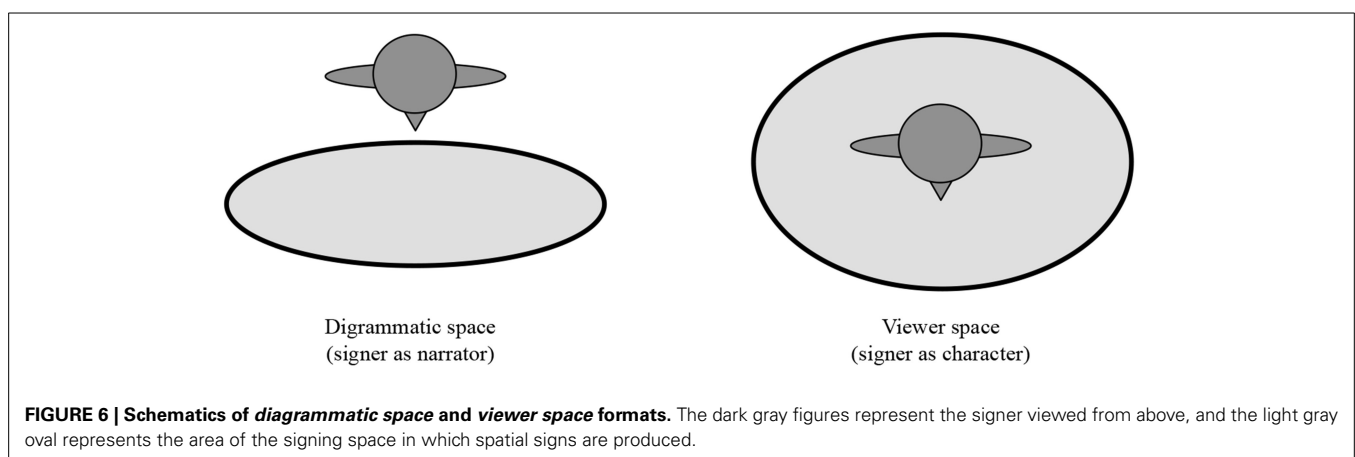 Digrammatic space
(signer as narrator)
Viewer space
(signer as character)
FIGURE 6 | Schematics of diagrammatic space and viewer space formats. The dark gray figures represent the signer viewed from above, and the light gray
oval represents the area of the signing space in which spatial signs are produced.